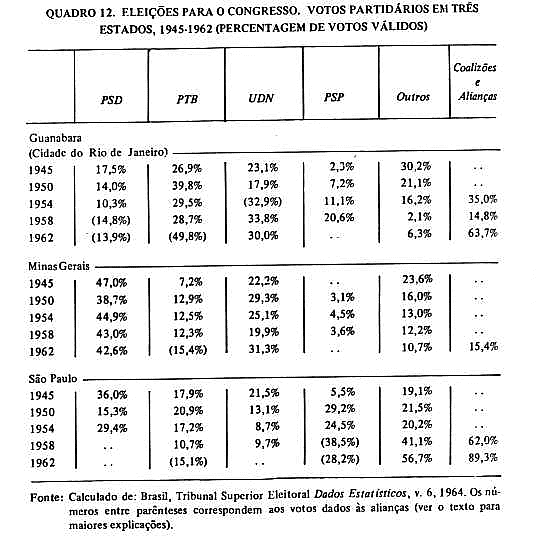 QUADRO 12. ELEIÇÕES PARA O CONGRESSO. VOTOS PARTIDÁRIOS EM TRÊS
ESTADOS, 1945-1962 (PERCENTAGEM DE VOTOS VÁLIDOS)
PSD PTB UDN PSP Outros Coalizões e Alianças
Guanabara
(Cidade do Rio de Janeiro)
1945 17,5% 26,9% 23,1% 2,3% 30,2% ..
1950 14,0% 39,8% 17,9% 7,2% 21,1% ..
1954 10,3% 29,5% (32,9%) 11,1% 16,2% 35,0%
1958 (14,8%) 28,7% 33,8% 20,6% 2,1% 14,8%
1962 (13,9%) (49,8%) 30,0% .. 6,3% 63,7%
Minas Gerais
1945 47,0% 7,2% 22,2% .. 23,6% ..
1950 38,7% 12,9% 29,3% 3,1% 16,0% ..
1954 44,9% 12,5% 25,1% 4,5% 13,0% ..
1958 43,0% 12,3% 19,9% 3,6% 12,2% ..
1962 42,6% (15,4%) 31,3% .. 10,7% 15,4%
São Paulo
1945 36,0% 17,9% 21,5% 5,5% 19,1% ..
1950 15,3% 20,9% 13,1% 29,2% 21,5% ..
1954 29,4% 17,2% 8,7% 24,5% 20,2% ..
1958 .. 10,7% 9,7% (38,5%) 41,1% 62,0%
1962 .. (15,1%) .. (28,2%) 56,7% 89,3%
Fonte: Calculado de: Brasil, Tribunal Superior Eleitoral Dados Estatísticos, v. 6, 1964. Os nú-
meros entre parênteses correspondem aos votos dados às alianças (ver o texto para
maiores explicações).